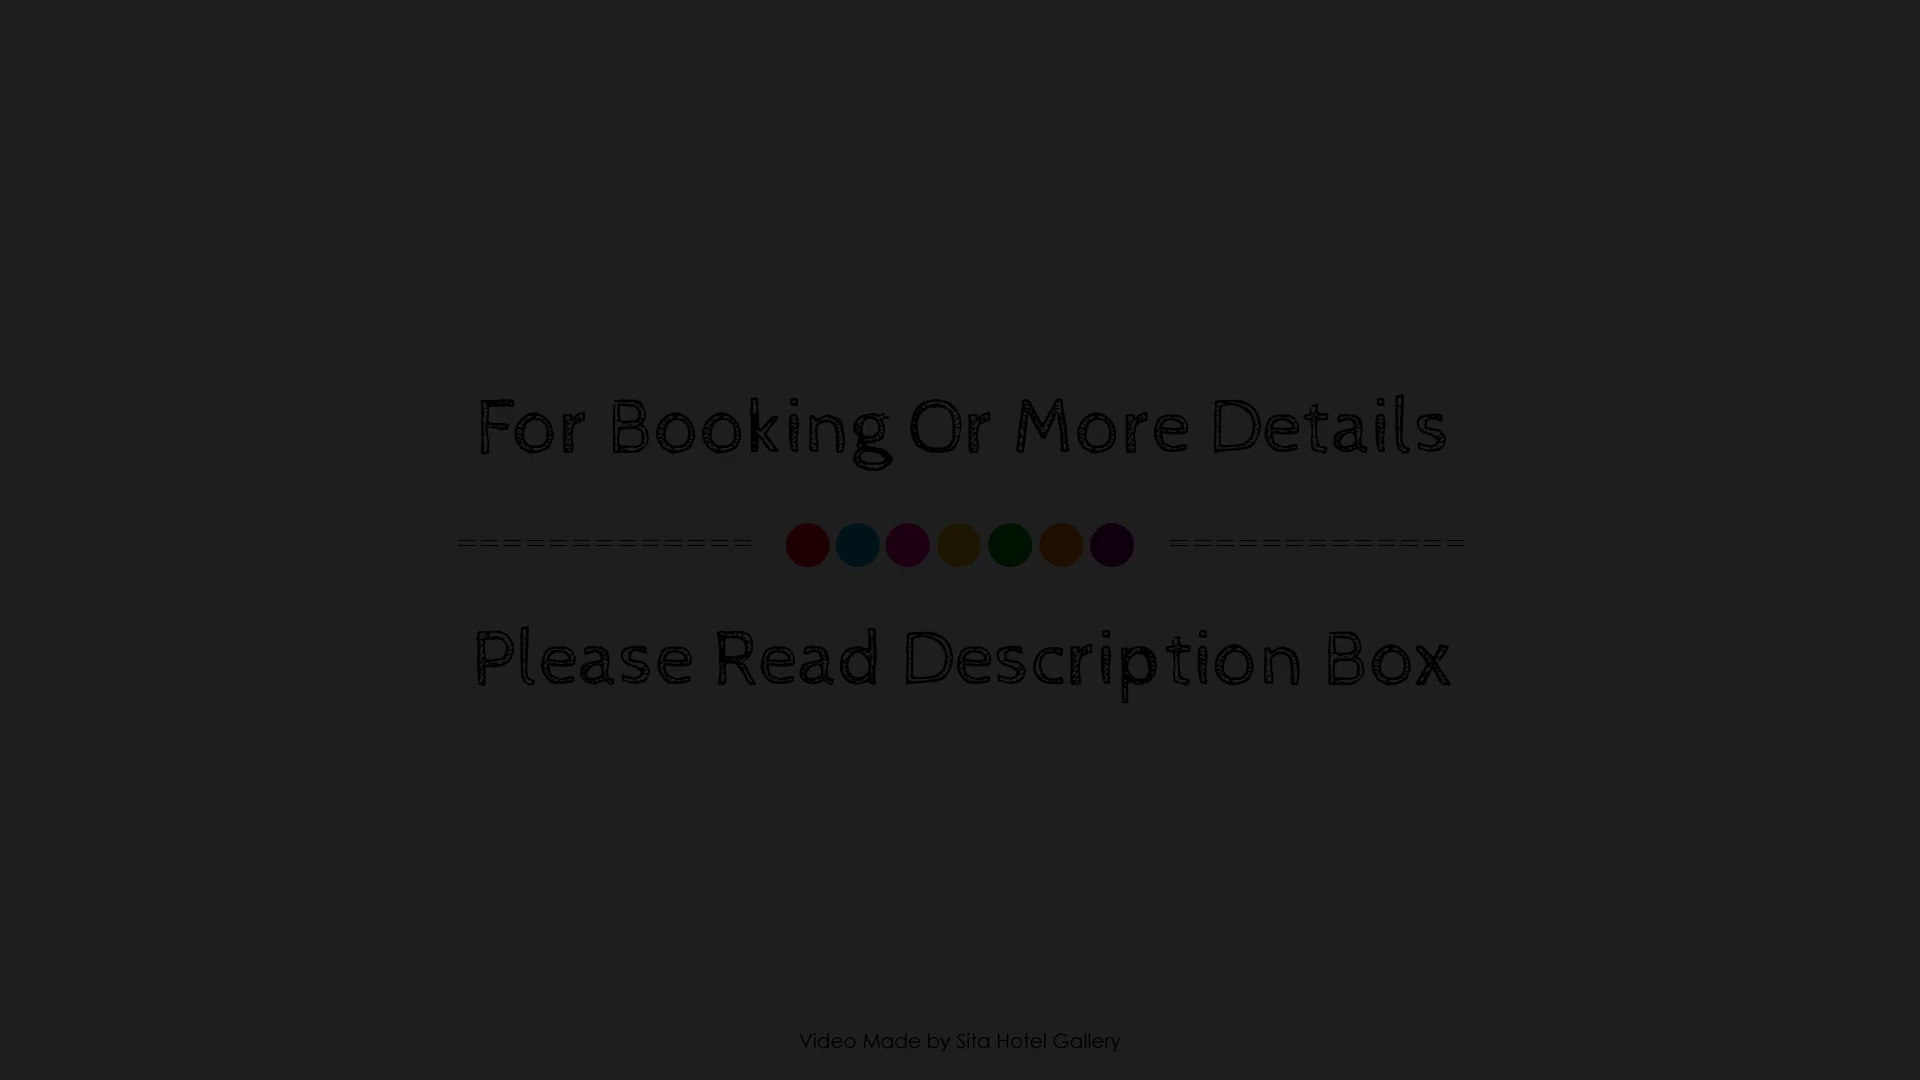 For Booking Or More Details
============= =============
Please Read Description Box
Video Made by Sita Hotel Gallery